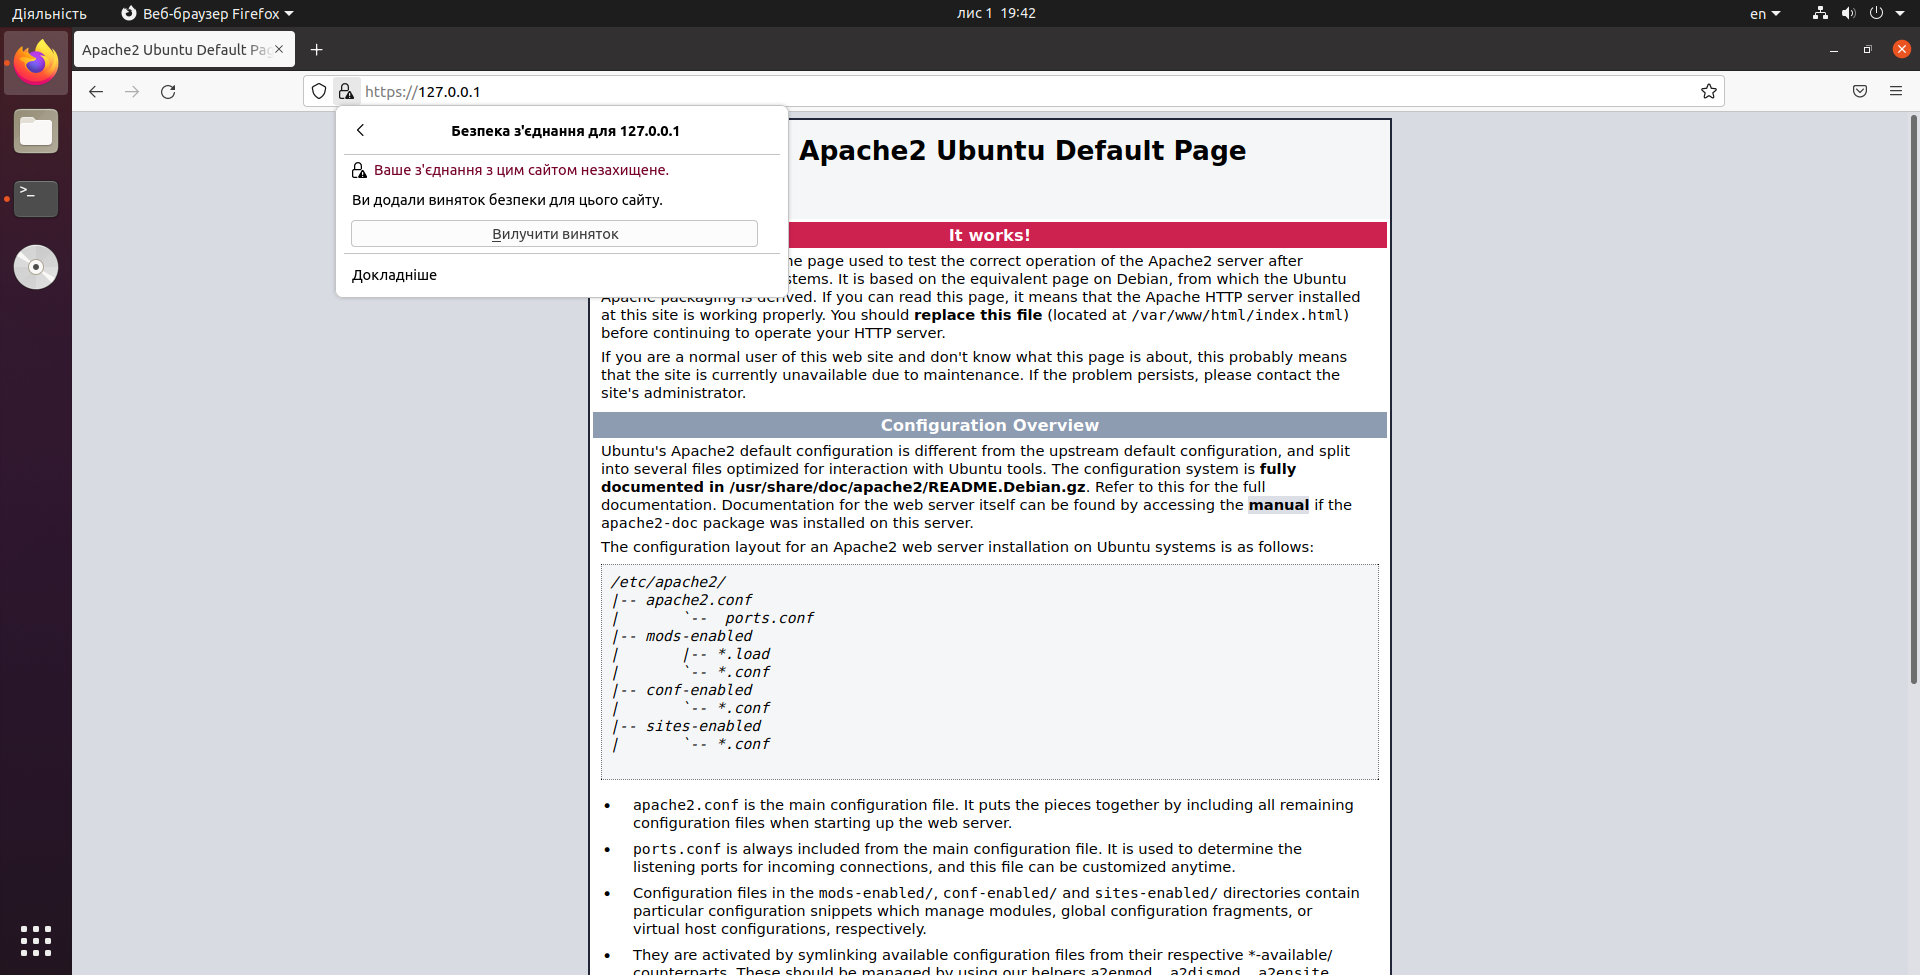 Діяльність
Веб-браузер Firefox
лис 1 19:42
en
Apache2 Ubuntu Default Pa
https://127.0.0.1
Безпека з'єднання для 127.0.0.1
Ваше з'єднання з цим сайтом незахищене.
Ви додали виняток безпеки для цього сайту.
Вилучити виняток
Докладніше
Apache2 Ubuntu Default Page
It works!
page used to test the correct operation of the Apache2 server after
It is based on the equivalent page on Debian, from which the Ubuntu
Apache packaging is derived. If you can read this page, it means that the Apache HTTP server installed
at this site is working properly. You should replace this file (located at /var/www/html/index.html)
before continuing to operate your HTTP server.
If you are a normal user of this web site and don't know what this page is about, this probably means
that the site is currently unavailable due to maintenance. If the problem persists, please contact the
site's administrator.
Configuration Overview
Ubuntu's Apache2 default configuration is different from the upstream default configuration, and split
into several files optimized for interaction with Ubuntu tools. The configuration system is fully
documented in /usr/share/doc/apache2/README.Debian.gz. Refer to this for the full
documentation. Documentation for the web server itself can be found by accessing the manual if the
apache2-doc package was installed on this server.
The configuration layout for an Apache2 web server installation on Ubuntu systems is as follows:
/etc/apache2/
|-- apache2.conf
|       `--  ports.conf
|-- mods-enabled
|       |-- *.load
|       `-- *.conf
|-- conf-enabled
|       `-- *.conf
|-- sites-enabled
|       `-- *.conf
• apache2.conf is the main configuration file. It puts the pieces together by including all remaining
configuration files when starting up the web server.
• ports.conf is always included from the main configuration file. It is used to determine the
listening ports for incoming connections, and this file can be customized anytime.
• Configuration files in the mods-enabled/, conf-enabled/ and sites-enabled/ directories contain
particular configuration snippets which manage modules, global configuration fragments, or
virtual host configurations, respectively.
• They are activated by symlinking available configuration files from their respective *-available/
counterparts. These should be managed by using our helpers a2enmod, a2dismod, a2ensite,